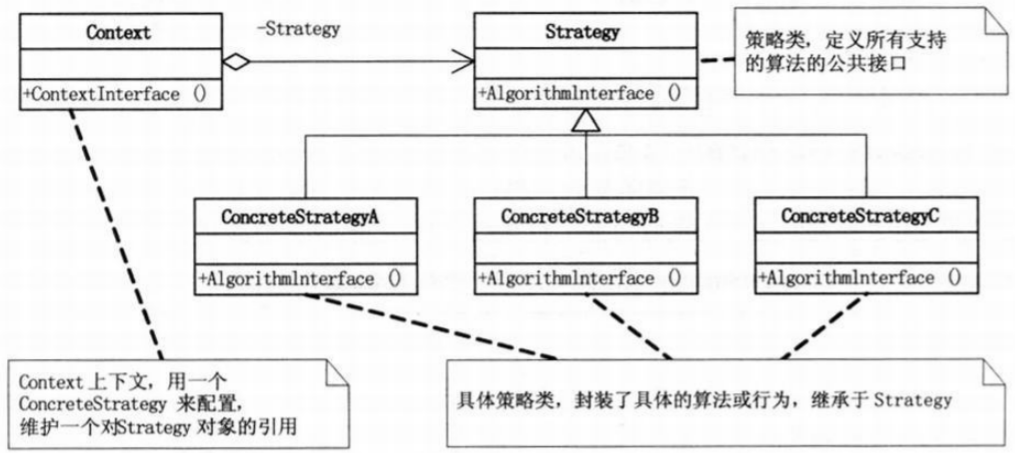 Context
-Strategy
Strategy
策略类，定义所有支持
的算法的公共接口
+ContextInterface ()
+AlgorithmInterface ()
ConcreteStrategyA
ConcreteStrategyB
ConcreteStrategyC
+AlgorithmInterface ()
+AlgorithmInterface ()
+AlgorithmInterface ()
Context 上下文，用一个
ConcreteStrategy 来配置，
维护一个对Strategy 对象的引用
具体策略类，封装了具体的算法或行为，继承于 Strategy